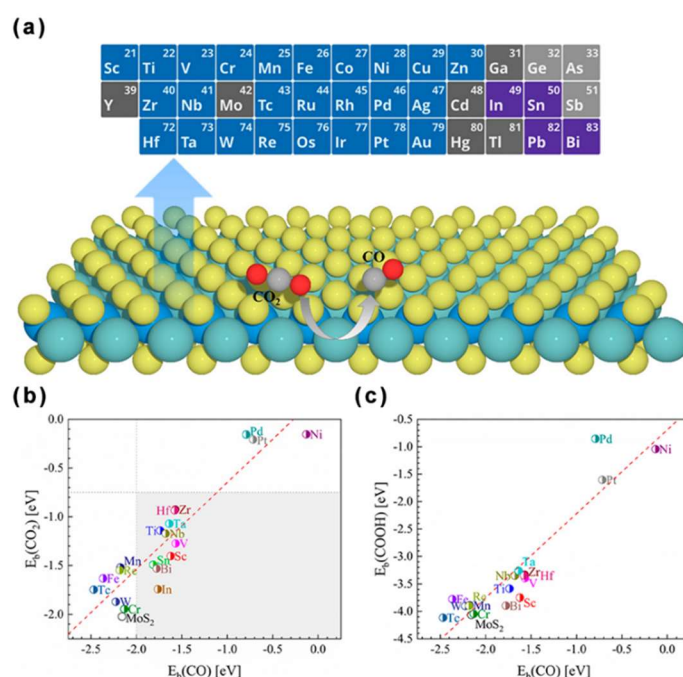 (a)
21 22 23 24 25 26 27 28 29 30 31 32 33
Sc Ti V Cr Mn Fe Co Ni Cu Zn Ga Ge As
39 40 41 42 43 44 45 46 47 48 49 50 51
Y Zr Nb Mo Tc Ru Rh Pd Ag Cd In Sn Sb
72 73 74 75 76 77 78 79 80 81 82 83
Hf Ta W Re Os Ir Pt Au Hg Tl Pb Bi
CO₂
CO
(b)
E_b(CO₂) [eV]
0.0
-0.5
-1.0
-1.5
-2.0
Pd
Pt
Ni
Hf Zr
Ta
Ti Nb
V
Sc
Mn
Re
Sn
Bi
Fe
Tc
In
W
Cr
MoS₂
-2.5 -2.0 -1.5 -1.0 -0.5 0.0
E_b(CO) [eV]
(c)
E_b(COOH) [eV]
-0.5
-1.0
-1.5
-2.0
-2.5
-3.0
-3.5
-4.0
-4.5
Pd
Ni
Pt
Ta
Nb Zr Hf
V
Ti
Sc
Fe
Re
W Mn
Bi
Tc
Cr
MoS₂
-2.5 -2.0 -1.5 -1.0 -0.5 0.0
E_b(CO) [eV]